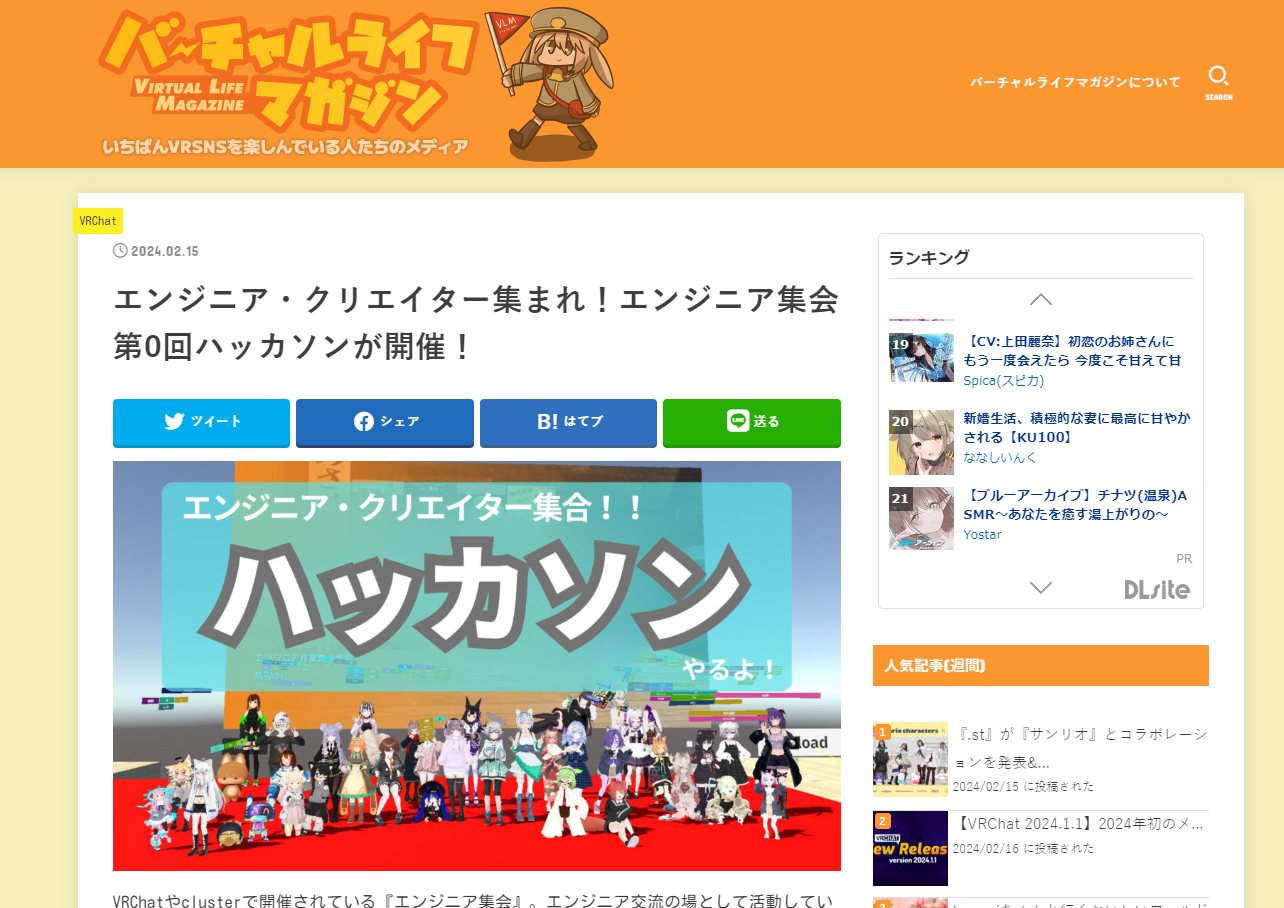 バーチャルライフ
マガジン
VIRTUAL LIFE
MAGAZINE
VLM
いちばんVRSNSを楽しんでいる人たちのメディア
バーチャルライフマガジンについて
SEARCH
VRChat
2024.02.15
エンジニア・クリエイター集まれ！エンジニア集会
第0回ハッカソンが開催！
ツイート
シェア
B! はてブ
LINE
送る
エンジニア・クリエイター集合！！
ハッカソン
やるよ！
load
VRChatやclusterで開催されている『エンジニア集会』。エンジニア交流の場として活動してい
ランキング
19
【CV:上田麗奈】初恋のお姉さんに
もう一度会えたら 今度こそ甘えて甘
Spica(スピカ)
20
新婚生活、積極的な妻に最高に甘やか
される【KU100】
ななしいんく
21
【ブルーアーカイブ】チナツ(温泉)A
SMR～あなたを癒す湯上がりの～
Yostar
PR
DLsite
人気記事(週間)
1
『.st』が『サンリオ』とコラボレーシ
ョンを発表&...
2024/02/15 に投稿された
2
VRCHAT
ew Releas
version 2024.1.1
【VRChat 2024.1.1】2024年初のメ...
2024/02/16 に投稿された
3